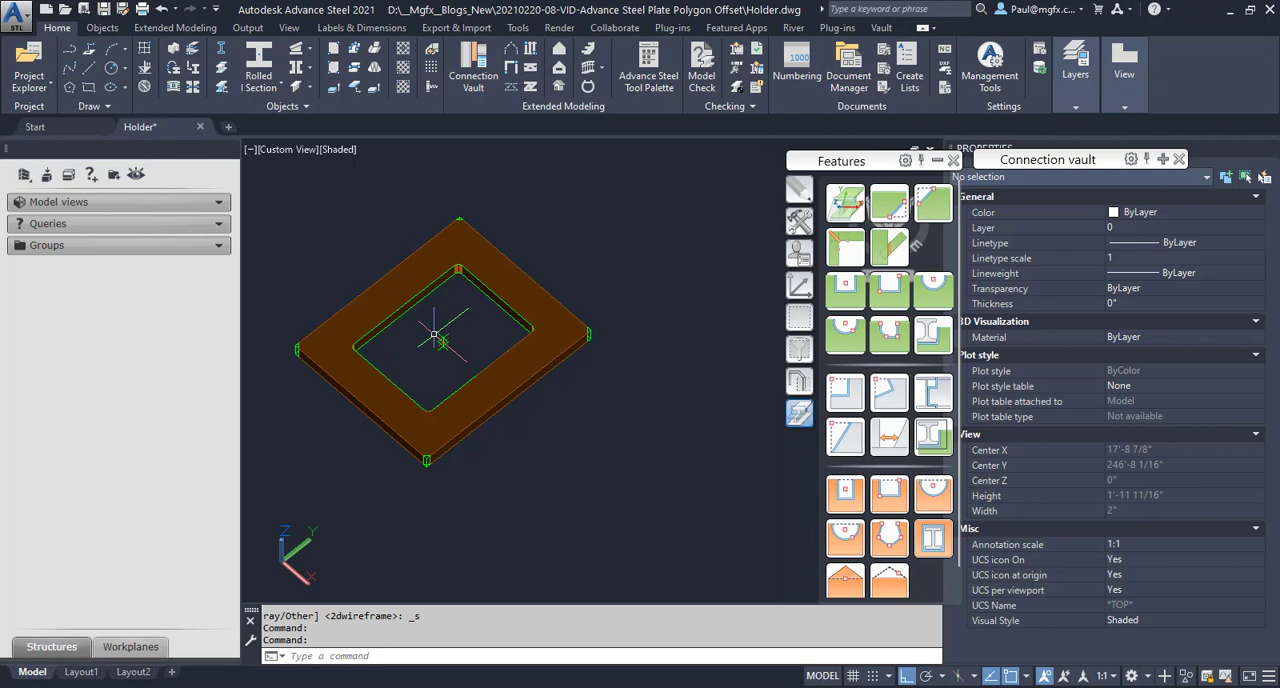 STL
Autodesk Advance Steel 2021 D:\_Mgfx_Blogs_New\20210220-08-VID-Advance Steel Plate Polygon Offset\Holder.dwg
Type a keyword or phrase
Paul@mgfx.c...
Home Objects Extended Modeling Output View Labels & Dimensions Export & Import Tools Render Collaborate Plug-ins Featured Apps River Plug-ins Vault
Project Explorer
Rolled I Section
Connection Vault
Advance Steel Tool Palette
Model Check
1000
Numbering
Document Manager
NC
DXF
Create Lists
Management Tools
Layers
View
Project Draw Objects Extended Modeling Checking Documents Settings
Start Holder*
[−][Custom View][Shaded]
Model views
Queries
Groups
Features
Connection vault
PROPERTIES
No selection
General
Color ByLayer
Layer 0
Linetype ByLayer
Linetype scale 1
Lineweight ByLayer
Transparency ByLayer
Thickness 0"
3D Visualization
Material ByLayer
Plot style
Plot style ByColor
Plot style table None
Plot table attached to Model
Plot table type Not available
View
Center X 17'-8 7/8"
Center Y 246'-8 1/16"
Center Z 0"
Height 1'-11 11/16"
Width 2"
Misc
Annotation scale 1:1
UCS icon On Yes
UCS icon at origin Yes
UCS per viewport Yes
UCS Name *TOP*
Visual Style Shaded
Z
Y
X
ray/Other] <2dwireframe>: _s
Command:
Command:
Type a command
Structures Workplanes
Model Layout1 Layout2
MODEL 1:1